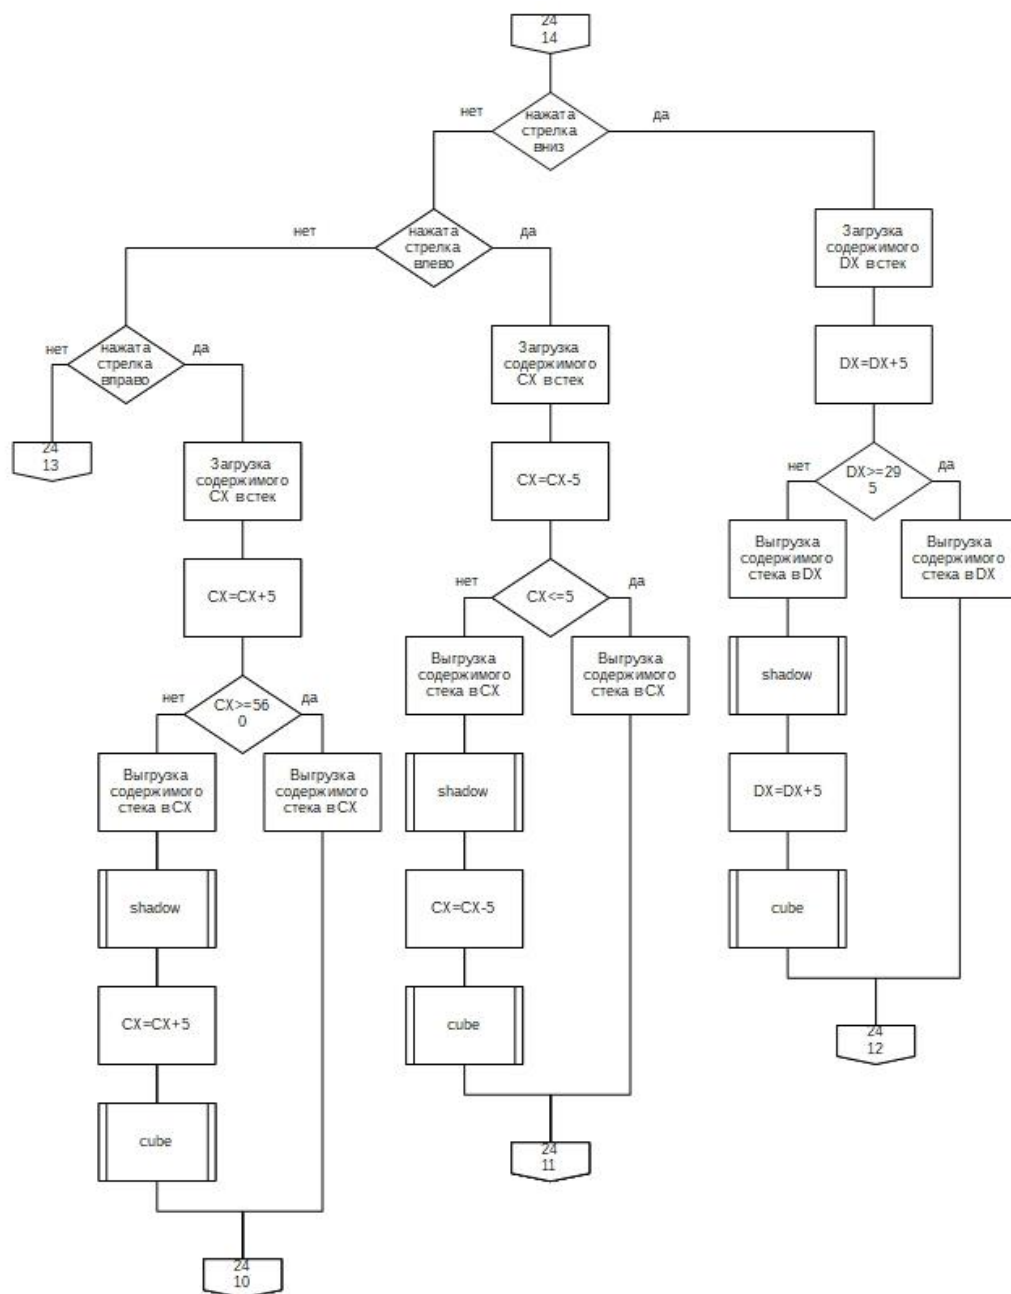 24
14
нет
нажата
стрелка
вниз
да
нет
нажата
стрелка
влево
да
Загрузка
содержимого
DX в стек
нет
нажата
стрелка
вправо
да
Загрузка
содержимого
CX в стек
DX=DX+5
24
13
Загрузка
содержимого
CX в стек
CX=CX-5
нет
DX>=29
5
да
Выгрузка
содержимого
стека в DX
Выгрузка
содержимого
стека в DX
CX=CX+5
нет
CX<=5
да
Выгрузка
содержимого
стека в CX
Выгрузка
содержимого
стека в CX
shadow
нет
CX>=56
0
да
Выгрузка
содержимого
стека в CX
Выгрузка
содержимого
стека в CX
shadow
DX=DX+5
shadow
CX=CX-5
cube
CX=CX+5
cube
24
12
cube
24
11
24
10